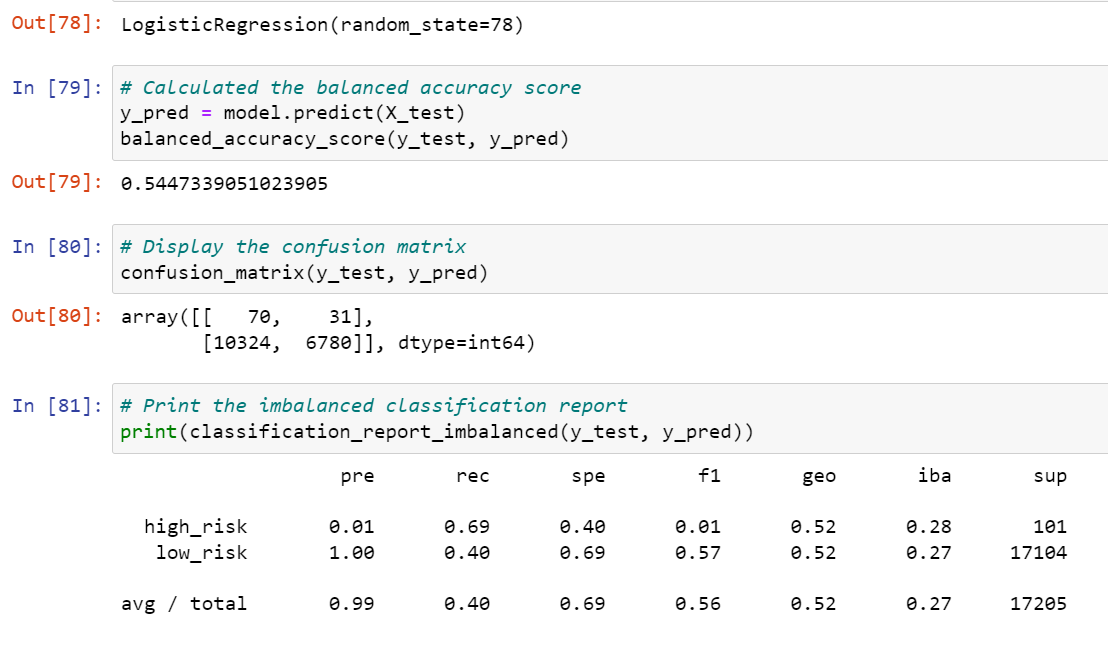 Out[78]: LogisticRegression(random_state=78)
In [79]: # Calculated the balanced accuracy score
y_pred = model.predict(X_test)
balanced_accuracy_score(y_test, y_pred)
Out[79]: 0.5447339051023905
In [80]: # Display the confusion matrix
confusion_matrix(y_test, y_pred)
Out[80]: array([[   70,    31],
       [10324,  6780]], dtype=int64)
In [81]: # Print the imbalanced classification report
print(classification_report_imbalanced(y_test, y_pred))
pre rec spe f1 geo iba sup
high_risk 0.01 0.69 0.40 0.01 0.52 0.28 101
low_risk 1.00 0.40 0.69 0.57 0.52 0.27 17104
avg / total 0.99 0.40 0.69 0.56 0.52 0.27 17205